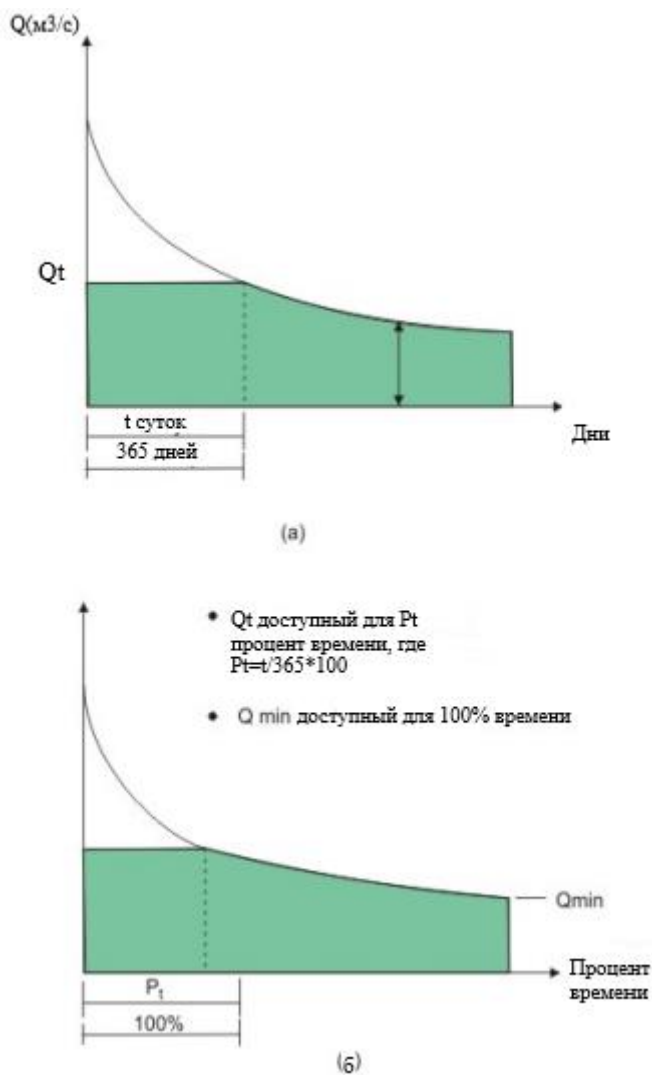 Q(м3/с)
Qt
t суток
365 дней
Дни
(а)
• Qt доступный для Pt
процент времени, где
Pt=t/365*100
• Q min доступный для 100% времени
Qmin
Процент
времени
Pt
100%
(б)